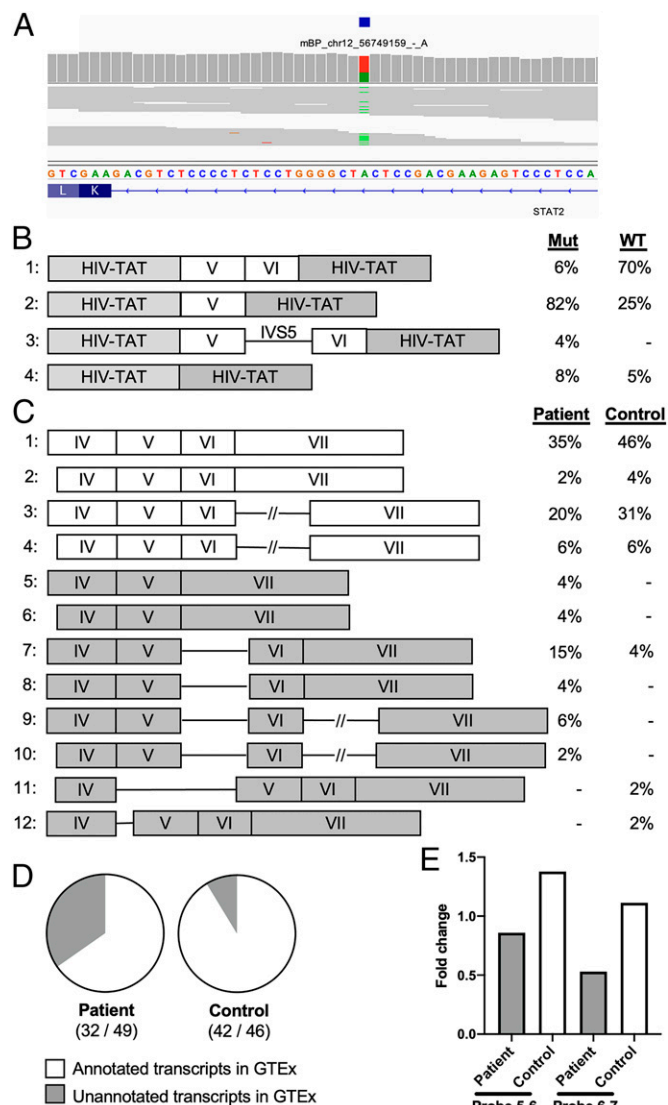 A
mBP_chr12_56749159_-_A
GTCGAAGACGTCTCCCCTCTCCTGGGGCTACTCCGACGAAGAGTCCCTCCA
L K
STAT2
B
Mut WT
1: HIV-TAT V VI HIV-TAT 6% 70%
2: HIV-TAT V HIV-TAT 82% 25%
3: HIV-TAT V IVS5 VI HIV-TAT 4% -
4: HIV-TAT HIV-TAT 8% 5%
C
Patient Control
1: IV V VI VII 35% 46%
2: IV V VI VII 2% 4%
3: IV V VI // VII 20% 31%
4: IV V VI // VII 6% 6%
5: IV V VII 4% -
6: IV V VII 4% -
7: IV V VI VII 15% 4%
8: IV V VI VII 4% -
9: IV V VI // VII 6% -
10: IV V VI // VII 2% -
11: IV V VI VII - 2%
12: IV V VI VII - 2%
D
Patient Control
(32 / 49) (42 / 46)
Annotated transcripts in GTEx
Unannotated transcripts in GTEx
E
Fold change
1.5
1.0
0.5
0.0
Patient Control Patient Control